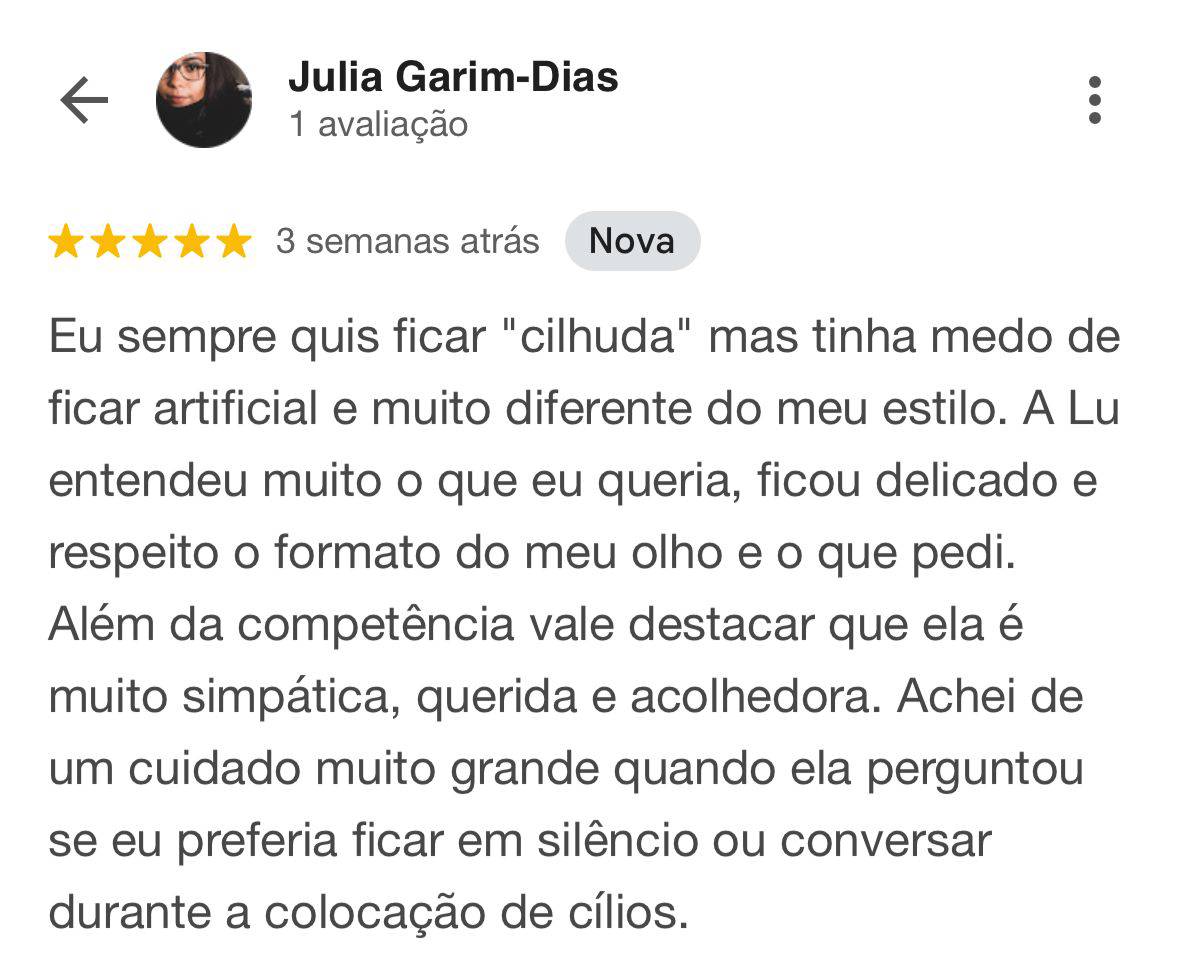 Julia Garim-Dias
1 avaliação
3 semanas atrás Nova
Eu sempre quis ficar "cilhuda" mas tinha medo de
ficar artificial e muito diferente do meu estilo. A Lu
entendeu muito o que eu queria, ficou delicado e
respeito o formato do meu olho e o que pedi.
Além da competência vale destacar que ela é
muito simpática, querida e acolhedora. Achei de
um cuidado muito grande quando ela perguntou
se eu preferia ficar em silêncio ou conversar
durante a colocação de cílios.